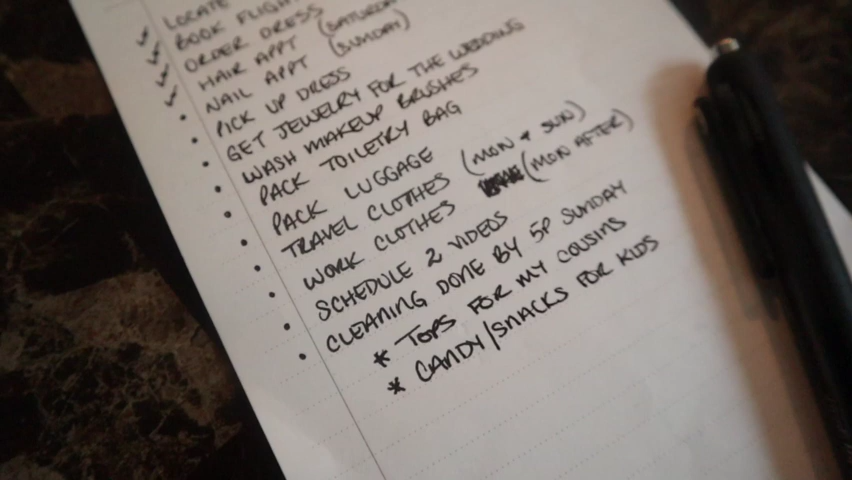 LOCATE
✓ BOOK FLIGHT
✓ ORDER DRESS
✓ HAIR APPT (SATURDAY)
✓ NAIL APPT (SUNDAY)
• PICK UP DRESS
• GET JEWELRY FOR THE WEDDING
• WASH MAKEUP BRUSHES
• PACK TOILETRY BAG
• PACK LUGGAGE
• TRAVEL CLOTHES (MON & SUN)
• WORK CLOTHES (MON AFTER)
• SCHEDULE 2 VIDEOS
• CLEANING DONE BY 5P SUNDAY
* TOPS FOR MY COUSINS
* CANDY/SNACKS FOR KIDS